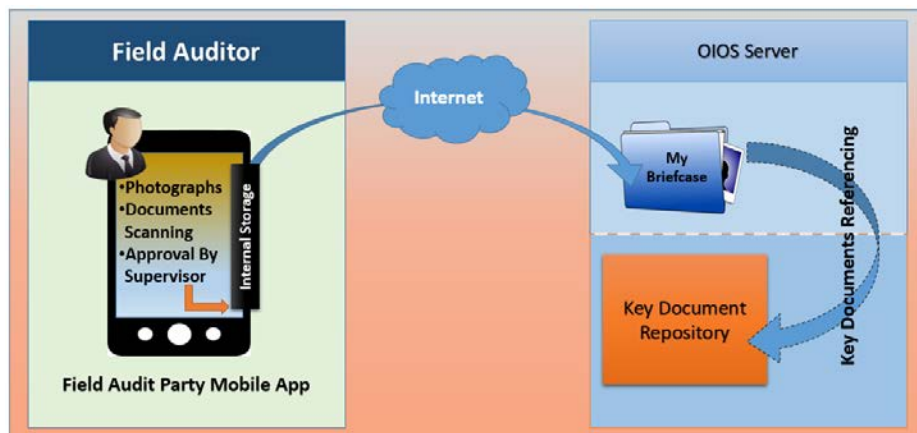 Field Auditor
•Photographs
•Documents
Scanning
•Approval By
Supervisor
Internal Storage
Field Audit Party Mobile App
Internet
OIOS Server
My
Briefcase
Key Documents Referencing
Key Document
Repository